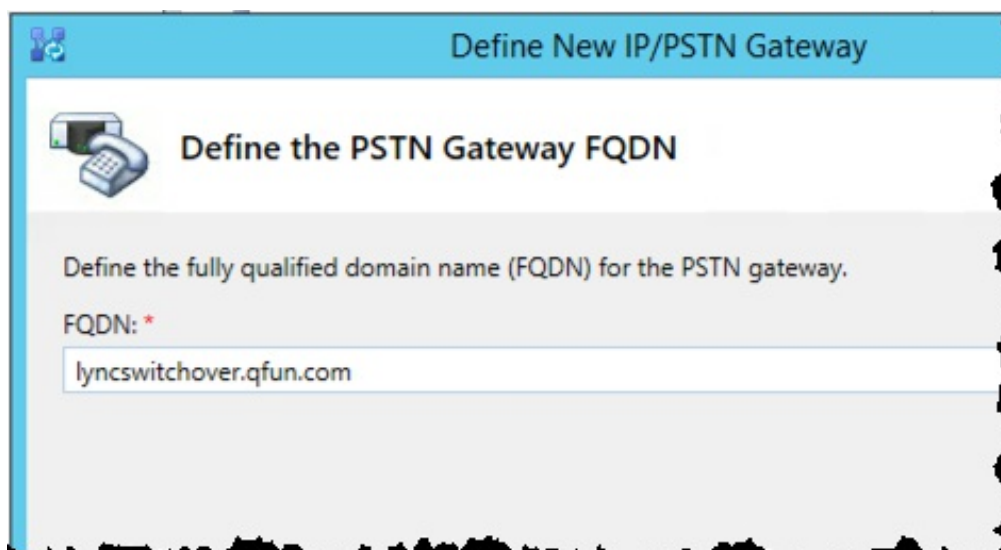 Define New IP/PSTN Gateway
Define the PSTN Gateway FQDN
Define the fully qualified domain name (FQDN) for the PSTN gateway.
FQDN: *
lyncswitchover.qfun.com